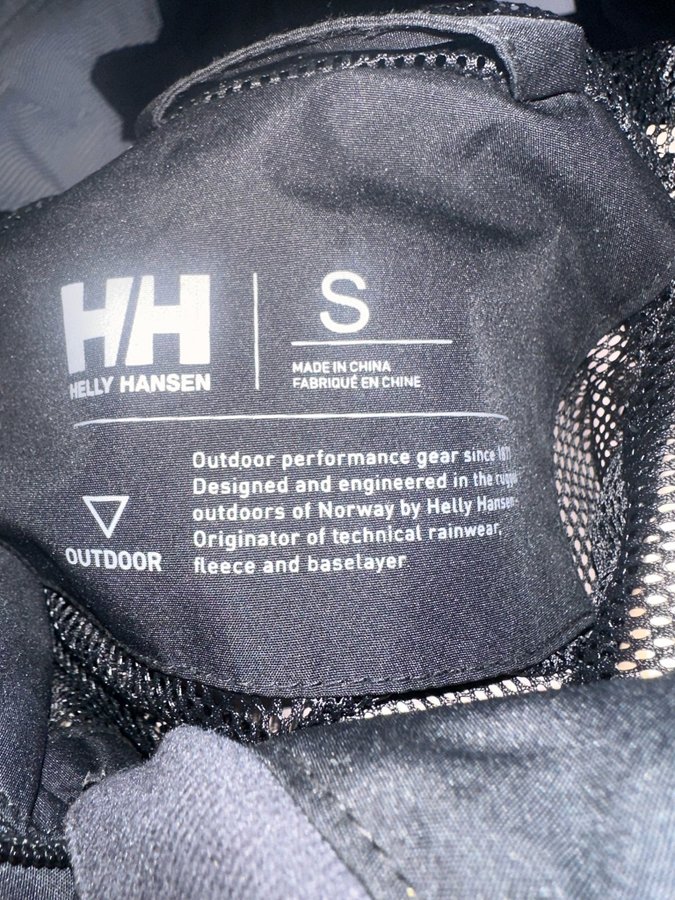 HH
HELLY HANSEN
S
MADE IN CHINA
FABRIQUÉ EN CHINE
OUTDOOR
Outdoor performance gear since
Designed and engineered in the
outdoors of Norway by Helly Hansen-
Originator of technical rainwear,
fleece and baselayer